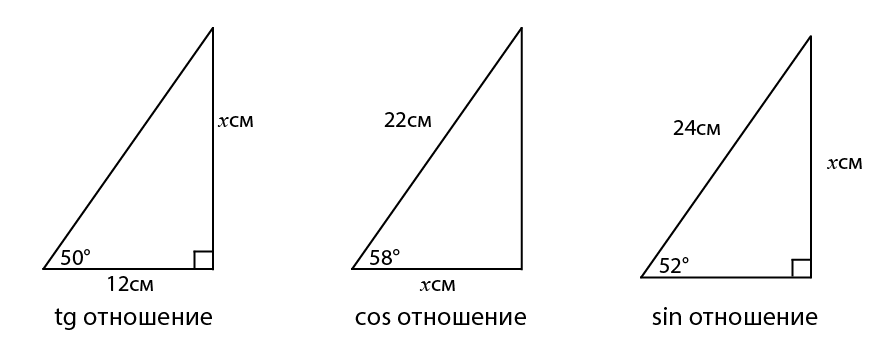 xсм
50°
12см
tg отношение
22см
58°
xсм
cos отношение
24см
xсм
52°
sin отношение